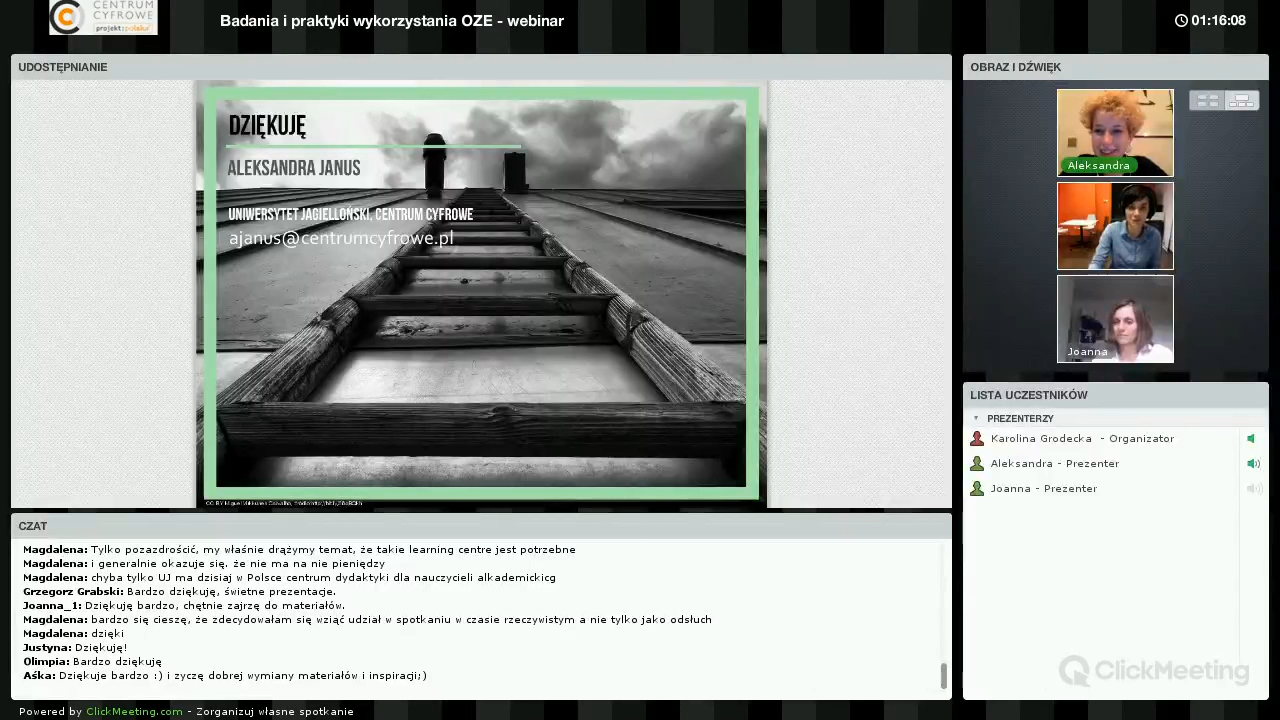 CENTRUM
CYFROWE
projekt: polska
Badania i praktyki wykorzystania OZE - webinar
01:16:08
UDOSTĘPNIANIE
DZIĘKUJĘ
ALEKSANDRA JANUS
UNIWERSYTET JAGIELLOŃSKI, CENTRUM CYFROWE
ajanus@centrumcyfrowe.pl
OBRAZ I DŹWIĘK
Aleksandra
Joanna
LISTA UCZESTNIKÓW
PREZENTERZY
Karolina Grodecka - Organizator
Aleksandra - Prezenter
Joanna - Prezenter
CZAT
Magdalena: Tylko pozazdrościć, my właśnie drążymy temat, że takie learning centre jest potrzebne
Magdalena: i generalnie okazuje się. że nie ma na nie pieniędzy
Magdalena: chyba tylko UJ ma dzisiaj w Polsce centrum dydaktyki dla nauczycieli alkademickicg
Grzegorz Grabski: Bardzo dziękuję, świetne prezentacje.
Joanna_1: Dziękuję bardzo, chętnie zajrzę do materiałów.
Magdalena: bardzo się cieszę, że zdecydowałam się wziąć udział w spotkaniu w czasie rzeczywistym a nie tylko jako odsłuch
Magdalena: dzięki
Justyna: Dziękuję!
Olimpia: Bardzo dziękuję
Aśka: Dziękuje bardzo :) i zyczę dobrej wymiany materiałów i inspiracji;)
ClickMeeting
Powered by ClickMeeting.com - Zorganizuj własne spotkanie